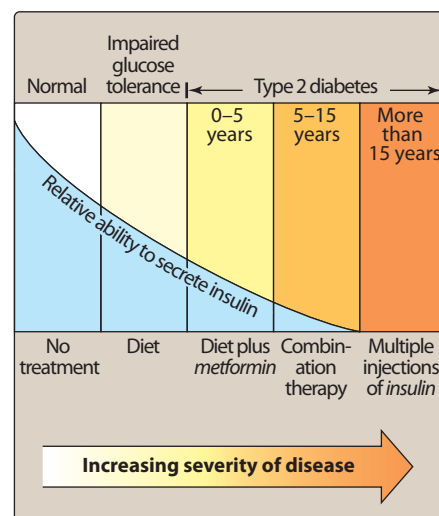 Normal
Impaired
glucose
tolerance
Type 2 diabetes
0–5
years
5–15
years
More
than
15 years
Relative ability to secrete insulin
No
treatment
Diet
Diet plus
metformin
Combin-
ation
therapy
Multiple
injections
of insulin
Increasing severity of disease